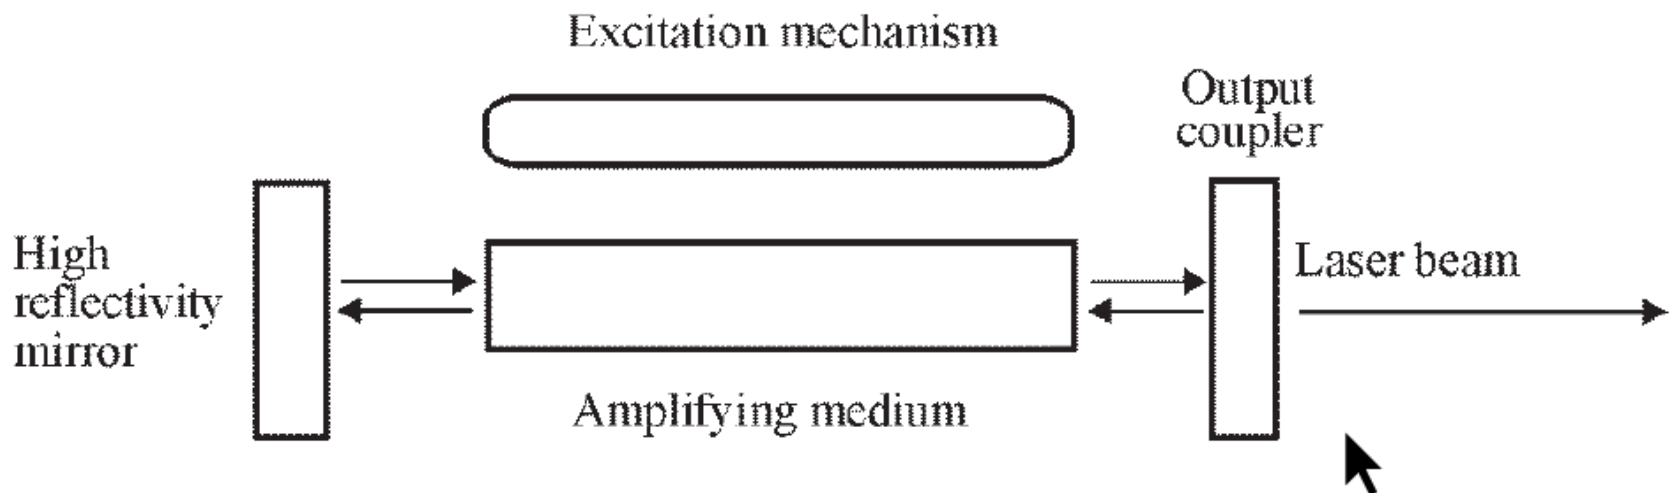 Excitation mechanism
Output
coupler
High
reflectivity
mirror
Laser beam
Amplifying medium